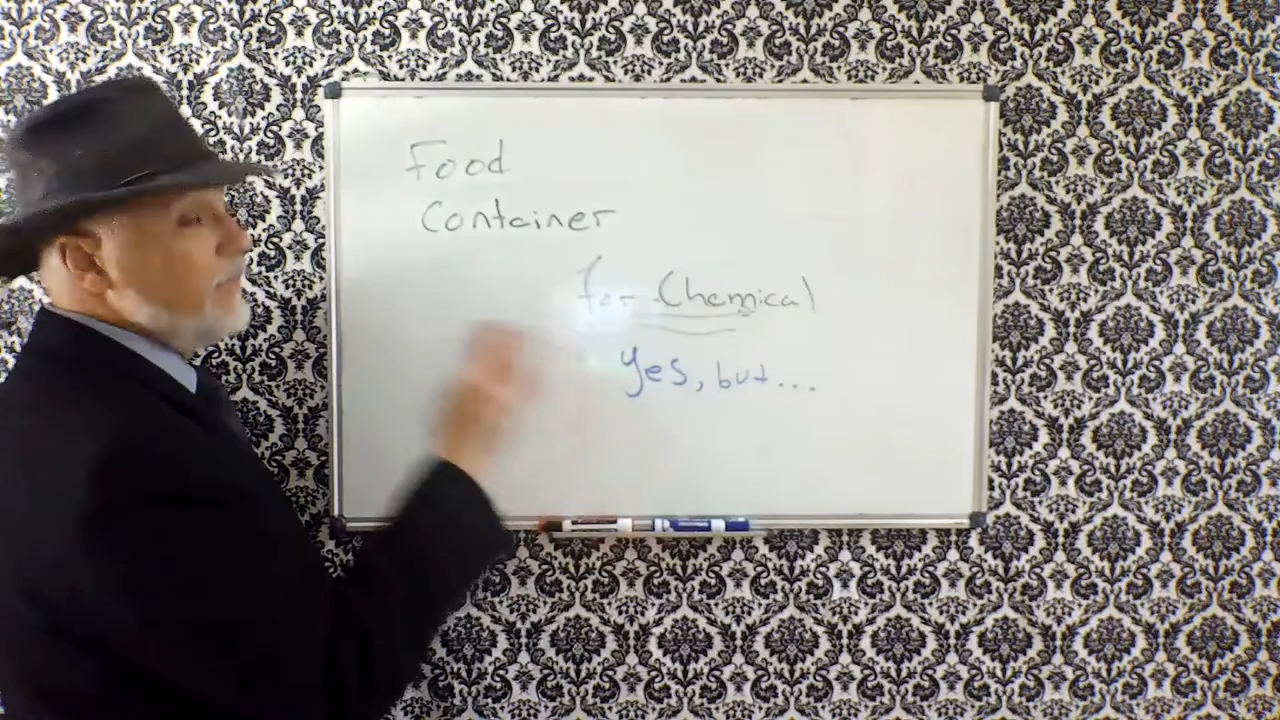 Food
Container
for Chemical
yes, but...